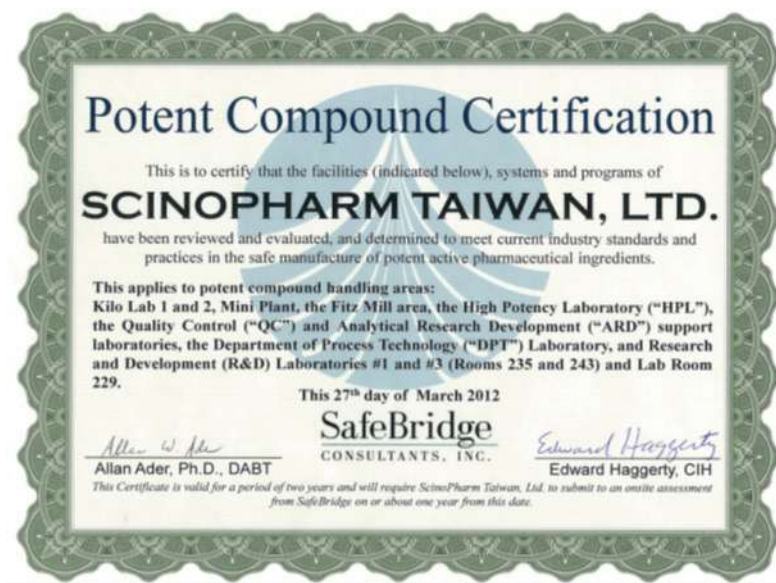 Potent Compound Certification
This is to certify that the facilities (indicated below), systems and programs of
SCINOPHARM TAIWAN, LTD.
have been reviewed and evaluated, and determined to meet current industry standards and
practices in the safe manufacture of potent active pharmaceutical ingredients.
This applies to potent compound handling areas:
Kilo Lab 1 and 2, Mini Plant, the Fitz Mill area, the High Potency Laboratory (“HPL”),
the Quality Control (“QC”) and Analytical Research Development (“ARD”) support
laboratories, the Department of Process Technology (“DPT”) Laboratory, and Research
and Development (R&D) Laboratories #1 and #3 (Rooms 235 and 243) and Lab Room
229.
This 27th day of March 2012
SafeBridge
CONSULTANTS, INC.
Allen W. Ader
Edward Haggerty
Allan Ader, Ph.D., DABT
Edward Haggerty, CIH
This Certificate is valid for a period of two years and will require ScinoPharm Taiwan, Ltd. to submit to an onsite assessment
from SafeBridge on or about one year from this date.